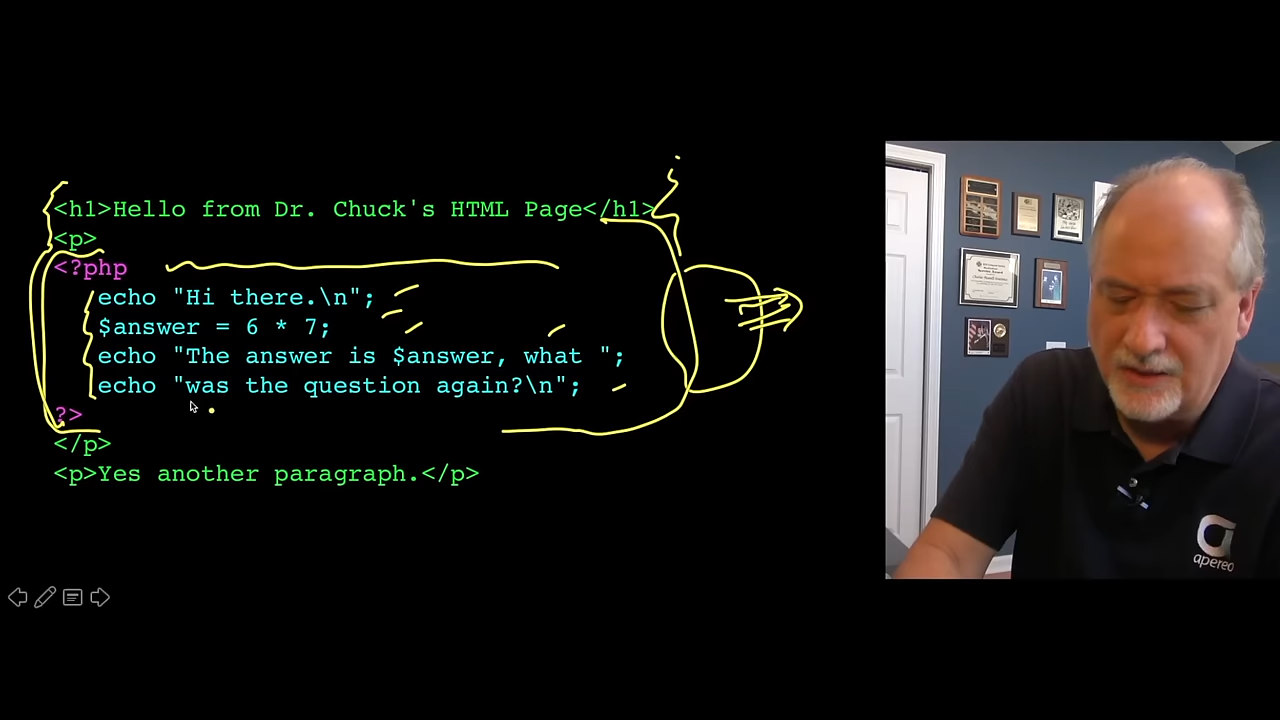 <h1>Hello from Dr. Chuck's HTML Page</h1>
<p>
<?php
echo "Hi there.\n";
$answer = 6 * 7;
echo "The answer is $answer, what ";
echo "was the question again?\n";
?>
</p>
<p>Yes another paragraph.</p>
apereo